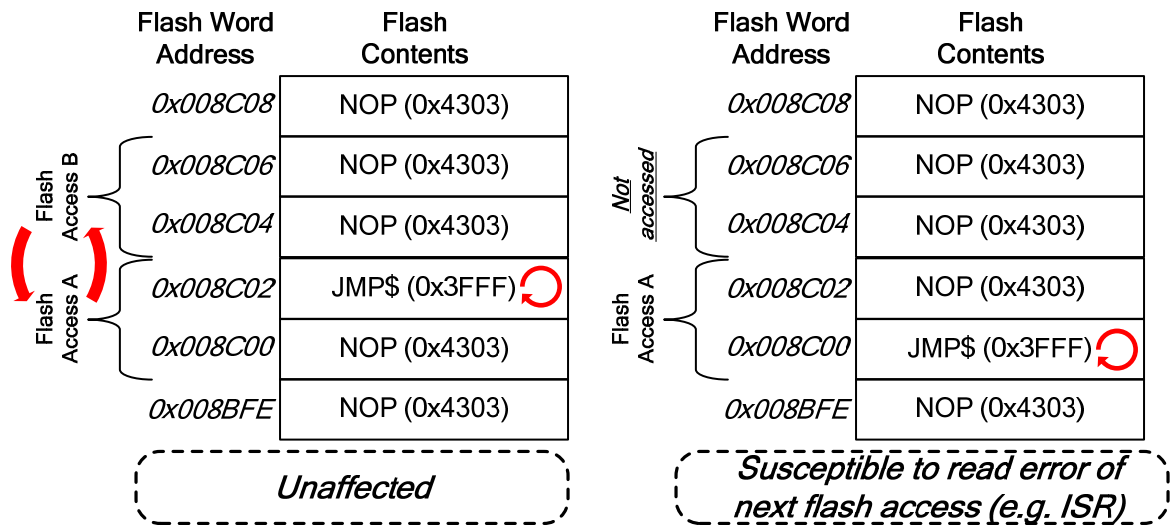 Flash Word
Address
Flash
Contents
0x008C08
NOP (0x4303)
0x008C06
NOP (0x4303)
0x008C04
NOP (0x4303)
0x008C02
JMP$ (0x3FFF)
0x008C00
NOP (0x4303)
0x008BFE
NOP (0x4303)
Flash
Access B
Flash
Access A
Unaffected
Flash Word
Address
Flash
Contents
0x008C08
NOP (0x4303)
0x008C06
NOP (0x4303)
0x008C04
NOP (0x4303)
0x008C02
NOP (0x4303)
0x008C00
JMP$ (0x3FFF)
0x008BFE
NOP (0x4303)
Not
accessed
Flash
Access A
Susceptible to read error of
next flash access (e.g. ISR)